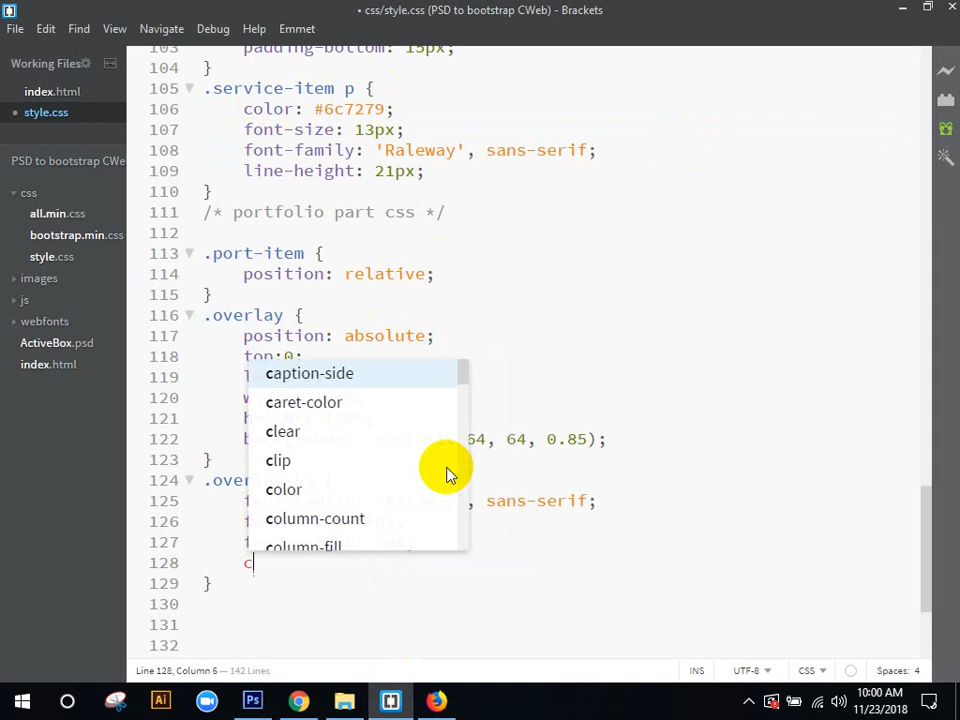 • css/style.css (PSD to bootstrap CWeb) - Brackets
File Edit Find View Navigate Debug Help Emmet
Working Files
index.html
• style.css
PSD to bootstrap CWe
css
all.min.css
bootstrap.min.css
style.css
images
js
webfonts
ActiveBox.psd
index.html
103 padding-bottom: 15px;
104 }
105 .service-item p {
106 color: #6c7279;
107 font-size: 13px;
108 font-family: 'Raleway', sans-serif;
109 line-height: 21px;
110 }
111 /* portfolio part css */
112
113 .port-item {
114 position: relative;
115 }
116 .overlay {
117 position: absolute;
118 top:0;
119
120
121
122 64, 64, 0.85);
123 }
124 .overlay {
125 , sans-serif;
126
127
128 c
129 }
130
131
132
caption-side
caret-color
clear
clip
color
column-count
column-fill
Line 128, Column 6 — 142 Lines
INS UTF-8 CSS Spaces: 4
10:00 AM
11/23/2018